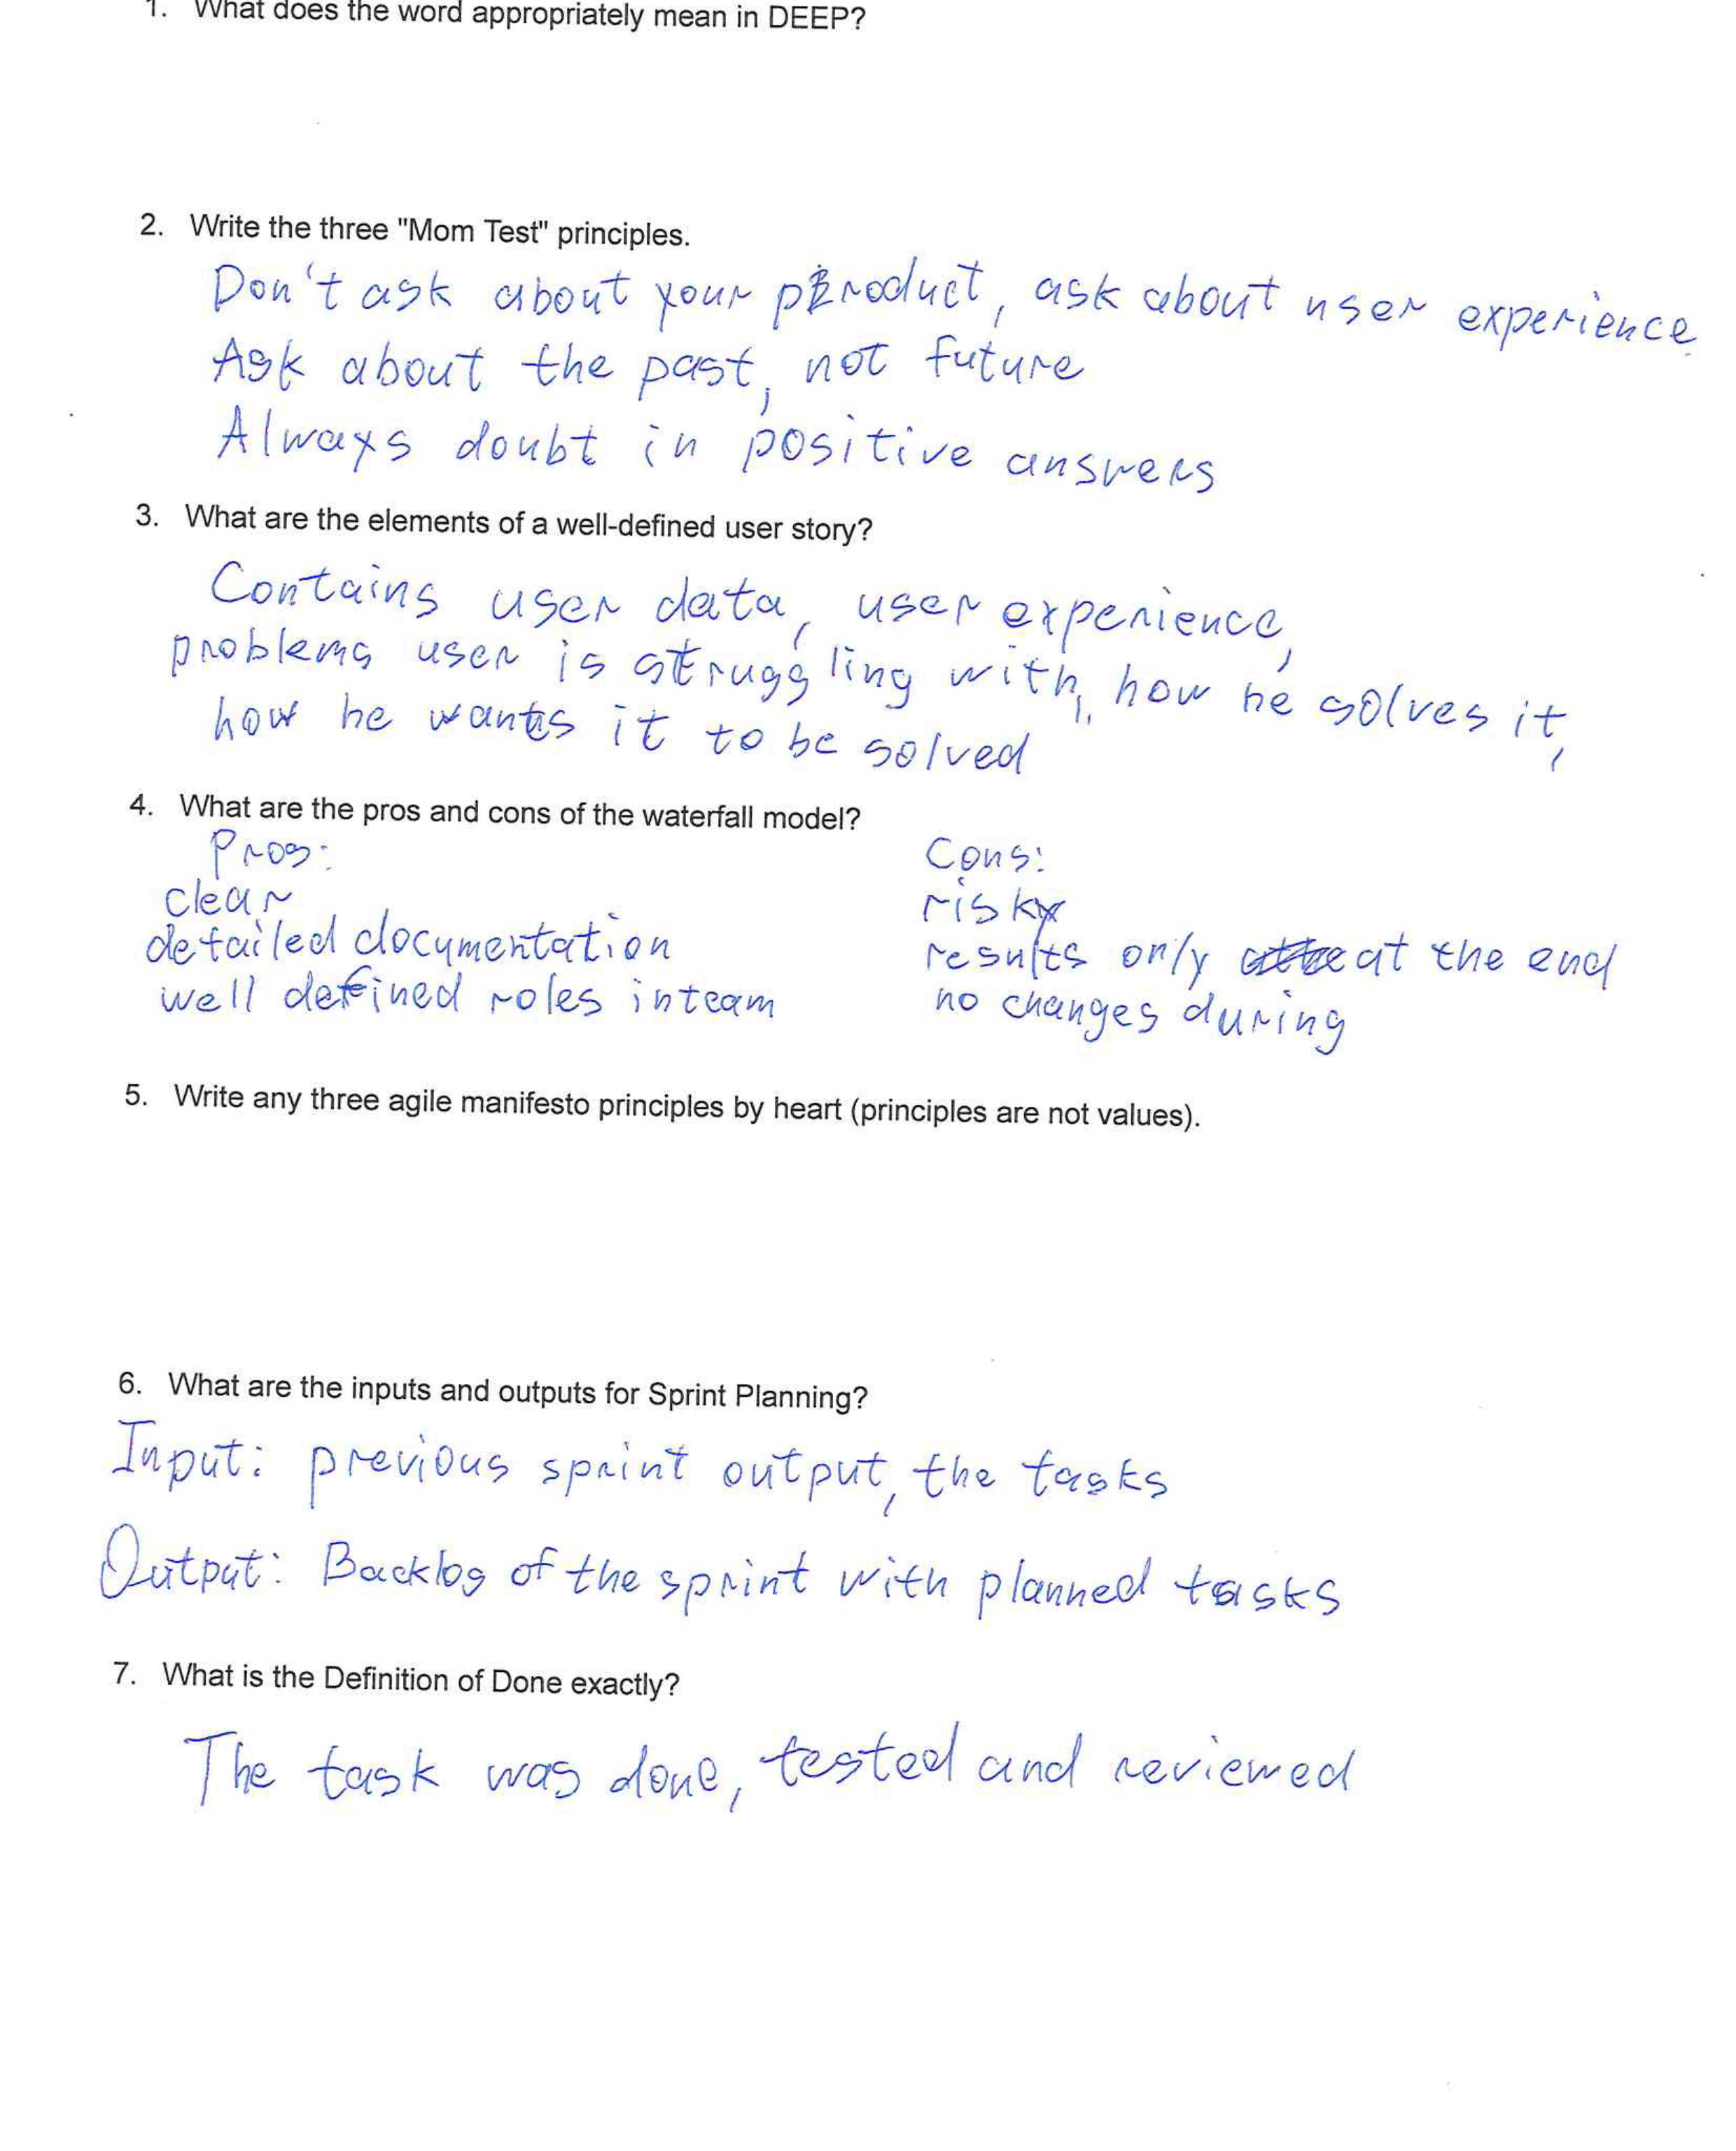 1. What does the word appropriately mean in DEEP?
2. Write the three "Mom Test" principles.
Don't ask about your product, ask about user experience
Ask about the past, not future
Always doubt in positive answers
3. What are the elements of a well-defined user story?
Contains user data, user experience,
problems user is struggling with, how he solves it,
how he wants it to be solved
4. What are the pros and cons of the waterfall model?
Pros: Cons:
clear risky
detailed documentation results only at the end
well defined roles in team no changes during
5. Write any three agile manifesto principles by heart (principles are not values).
6. What are the inputs and outputs for Sprint Planning?
Input: previous sprint output, the tasks
Output: Backlog of the sprint with planned tasks
7. What is the Definition of Done exactly?
The task was done, tested and reviewed